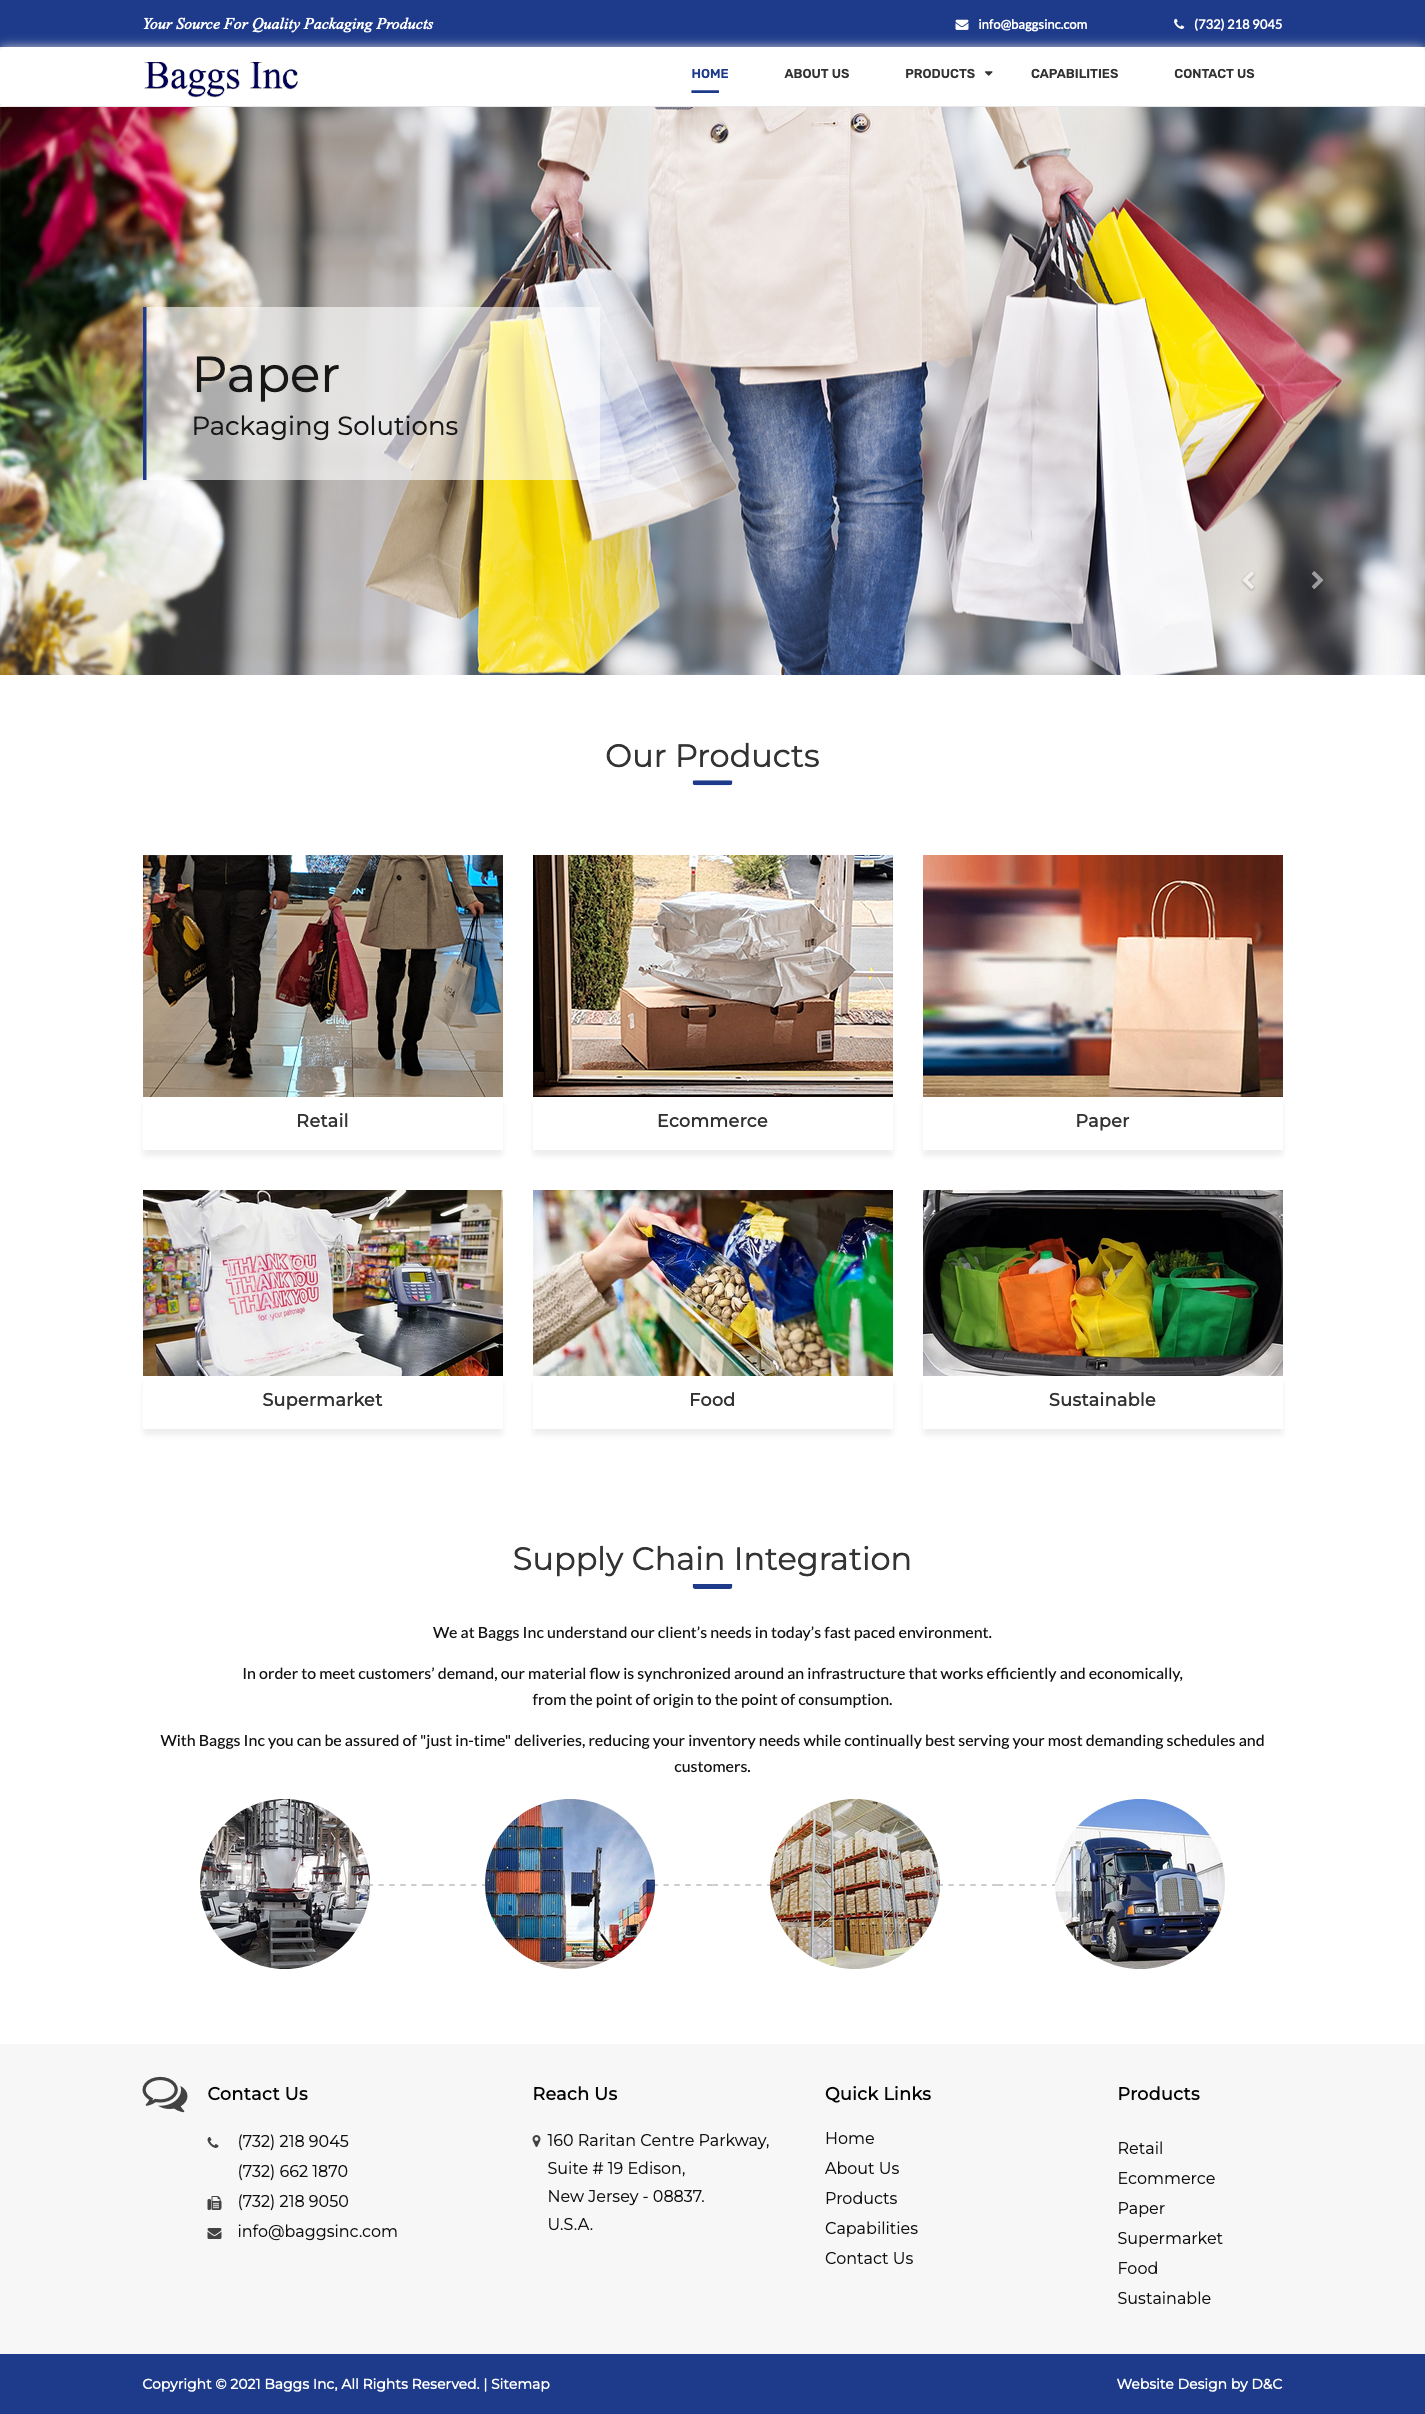 Your Source For Quality Packaging Products
info@baggsinc.com
(732) 218 9045
Baggs Inc
HOME
ABOUT US
PRODUCTS
CAPABILITIES
CONTACT US
Paper
Packaging Solutions
Our Products
Retail
Ecommerce
Paper
THANK YOU
THANK YOU
THANK YOU
for your patronage
Supermarket
Food
Sustainable
Supply Chain Integration
We at Baggs Inc understand our client’s needs in today’s fast paced environment.
In order to meet customers’ demand, our material flow is synchronized around an infrastructure that works efficiently and economically,
from the point of origin to the point of consumption.
With Baggs Inc you can be assured of "just in-time" deliveries, reducing your inventory needs while continually best serving your most demanding schedules and
customers.
Contact Us
(732) 218 9045
(732) 662 1870
(732) 218 9050
info@baggsinc.com
Reach Us
160 Raritan Centre Parkway,
Suite # 19 Edison,
New Jersey - 08837.
U.S.A.
Quick Links
Home
About Us
Products
Capabilities
Contact Us
Products
Retail
Ecommerce
Paper
Supermarket
Food
Sustainable
Copyright © 2021 Baggs Inc, All Rights Reserved. | Sitemap
Website Design by D&C